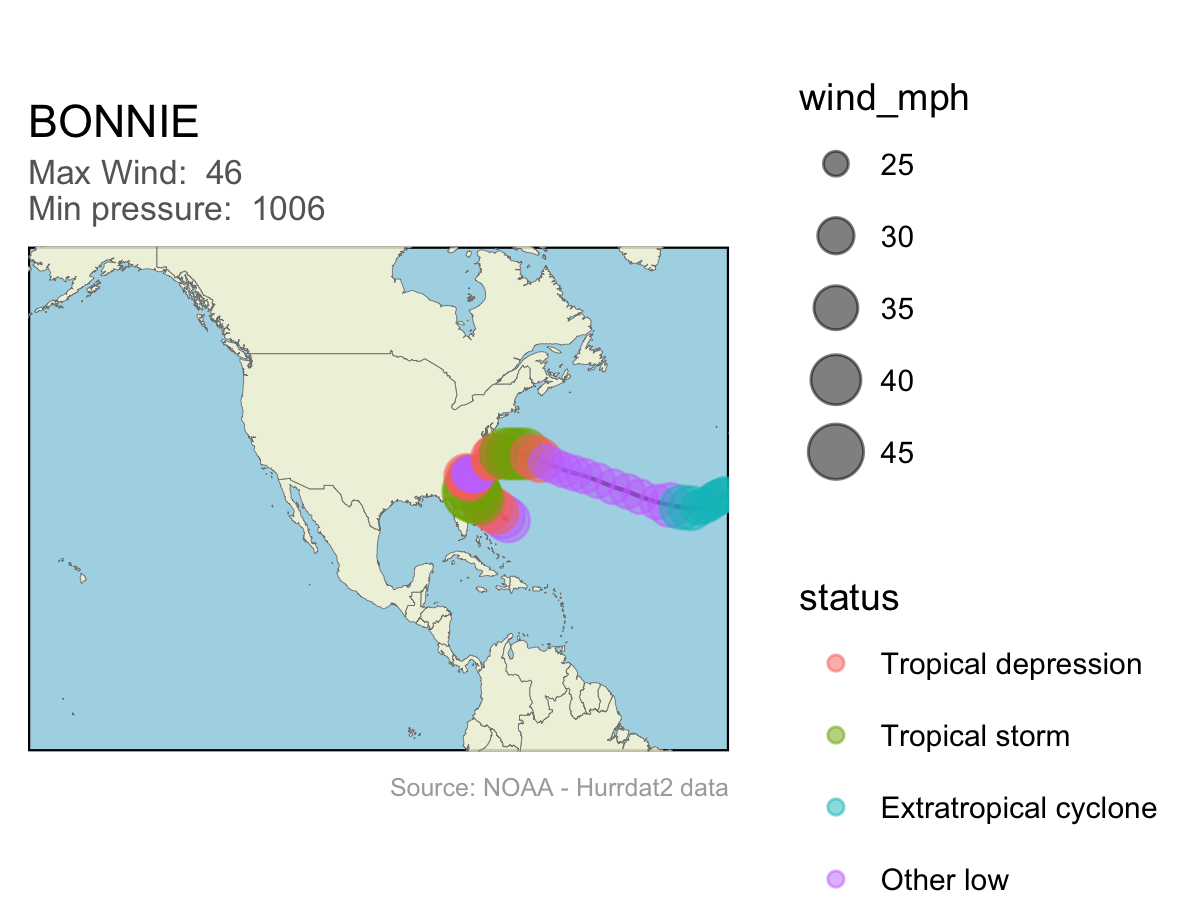 BONNIE
Max Wind:  46
Min pressure:  1006
Source: NOAA - Hurrdat2 data
wind_mph
25
30
35
40
45
status
Tropical depression
Tropical storm
Extratropical cyclone
Other low